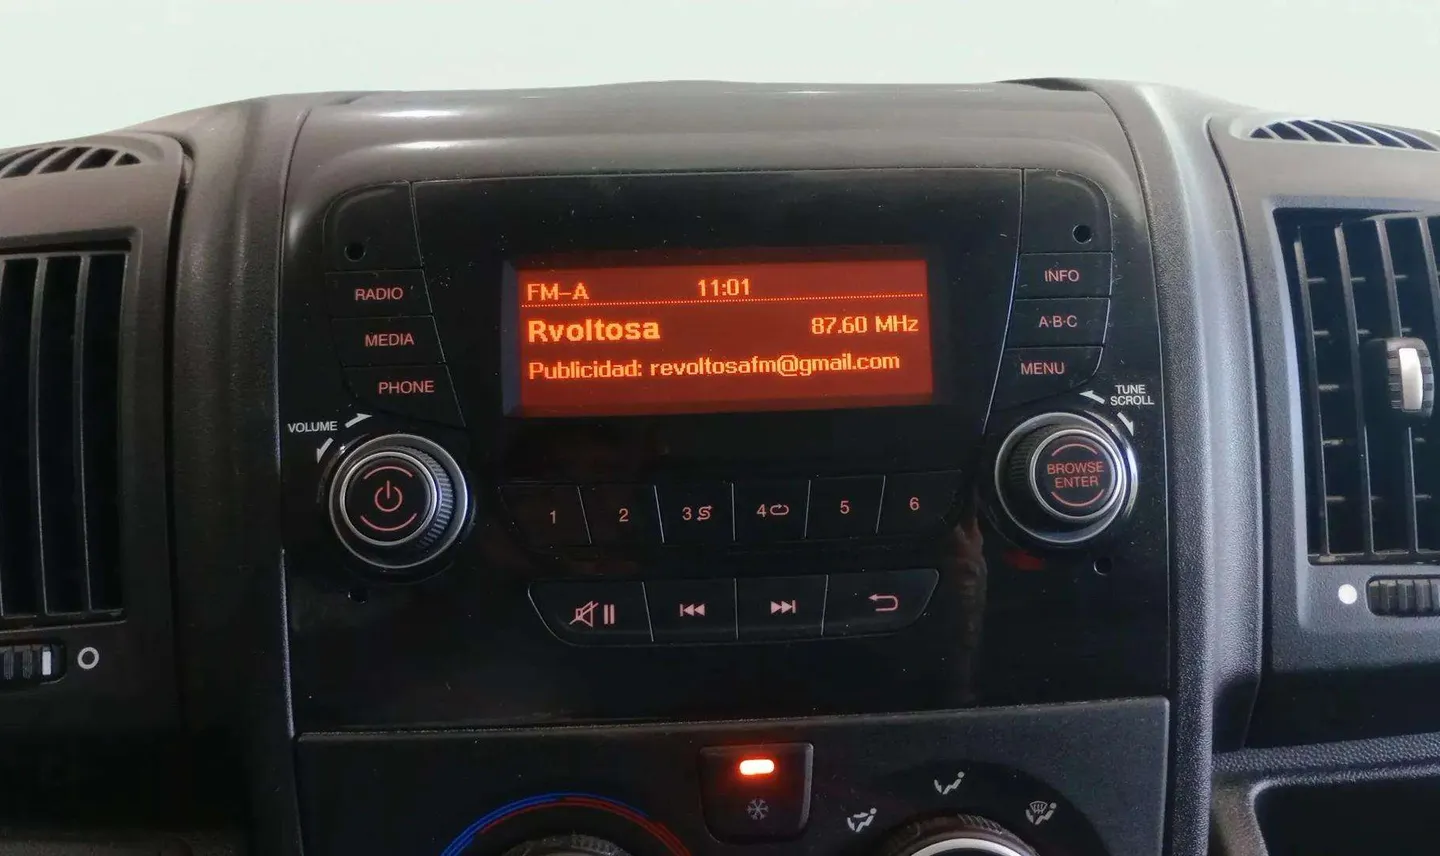 FM-A 11:01
Rvoltosa 87.60 MHz
Publicidad: revoltosafm@gmail.com
RADIO
MEDIA
PHONE
INFO
A·B·C
MENU
VOLUME
TUNE
SCROLL
BROWSE
ENTER
1 2 3 4 5 6